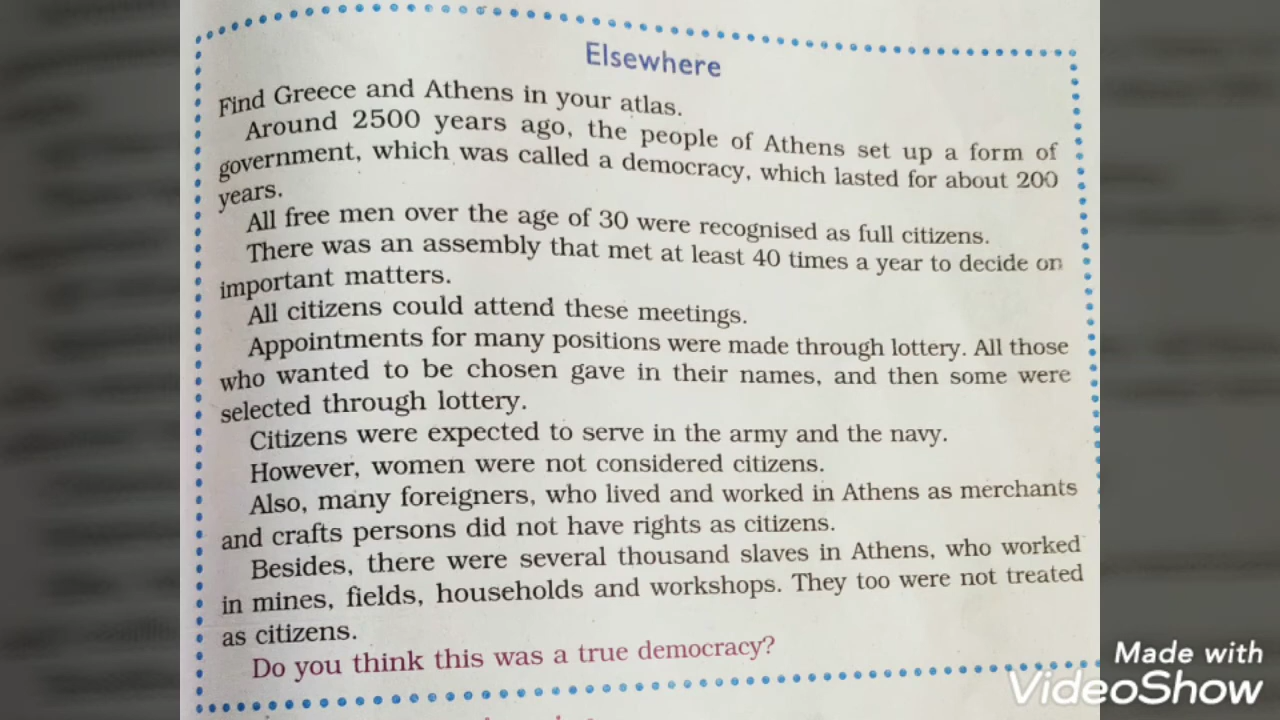 Elsewhere
Find Greece and Athens in your atlas.
Around 2500 years ago, the people of Athens set up a form of
government, which was called a democracy, which lasted for about 200
years.
All free men over the age of 30 were recognised as full citizens.
There was an assembly that met at least 40 times a year to decide on
important matters.
All citizens could attend these meetings.
Appointments for many positions were made through lottery. All those
who wanted to be chosen gave in their names, and then some were
selected through lottery.
Citizens were expected to serve in the army and the navy.
However, women were not considered citizens.
Also, many foreigners, who lived and worked in Athens as merchants
and crafts persons did not have rights as citizens.
Besides, there were several thousand slaves in Athens, who worked
in mines, fields, households and workshops. They too were not treated
as citizens.
Do you think this was a true democracy?
Made with
VideoShow